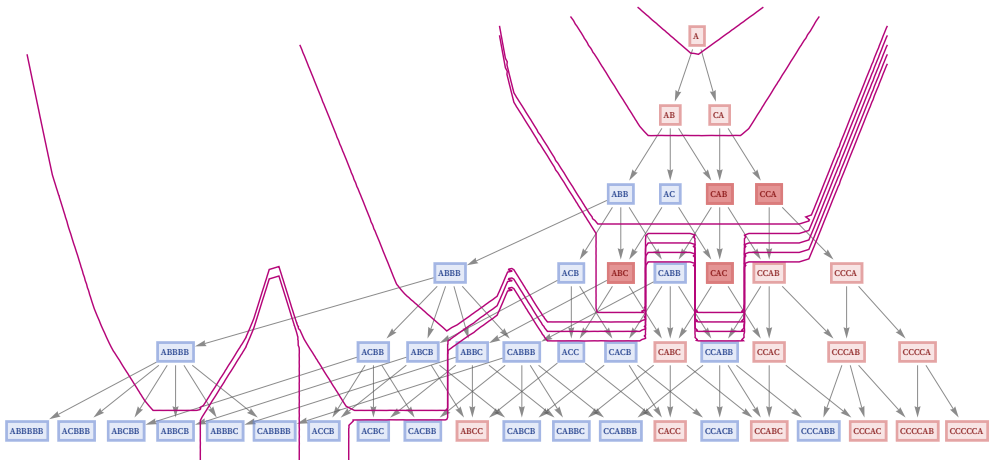 A
AB CA
ABB AC CAB CCA
ABBB ACB ABC CABB CAC CCAB CCCA
ABBBB ACBB ABCB ABBC CABBB ACC CACB CABC CCABB CCAC CCCAB CCCCA
ABBBBB ACBBB ABCBB ABBCB ABBBC CABBBB ACCB ACBC CACBB ABCC CABCB CABBC CCABBB CACC CCACB CCABC CCCABB CCCAC CCCCAB CCCCCA